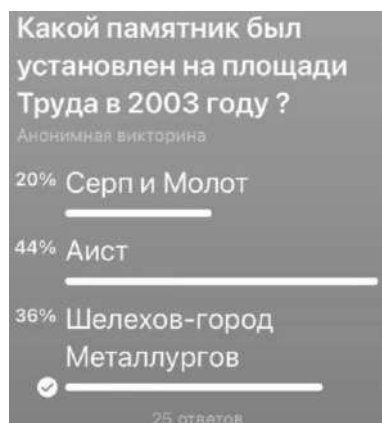 Какой памятник был
установлен на площади
Труда в 2003 году ?
Анонимная викторина
20% Серп и Молот
44% Аист
36% Шелехов-город
Металлургов
25 ответов